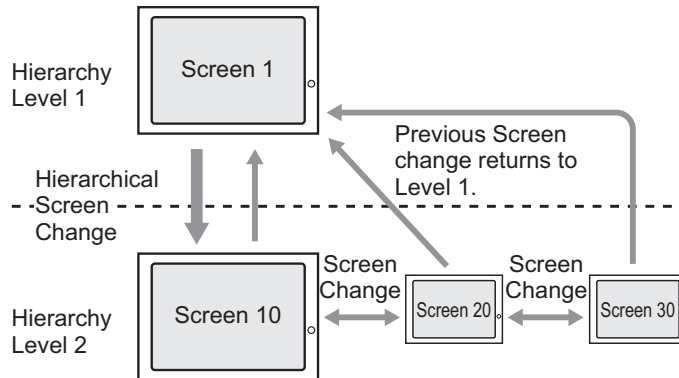 Hierarchy
Level 1
Screen 1
Previous Screen
change returns to
Level 1.
Hierarchical
Screen
Change
Hierarchy
Level 2
Screen 10
Screen
Change
Screen 20
Screen
Change
Screen 30